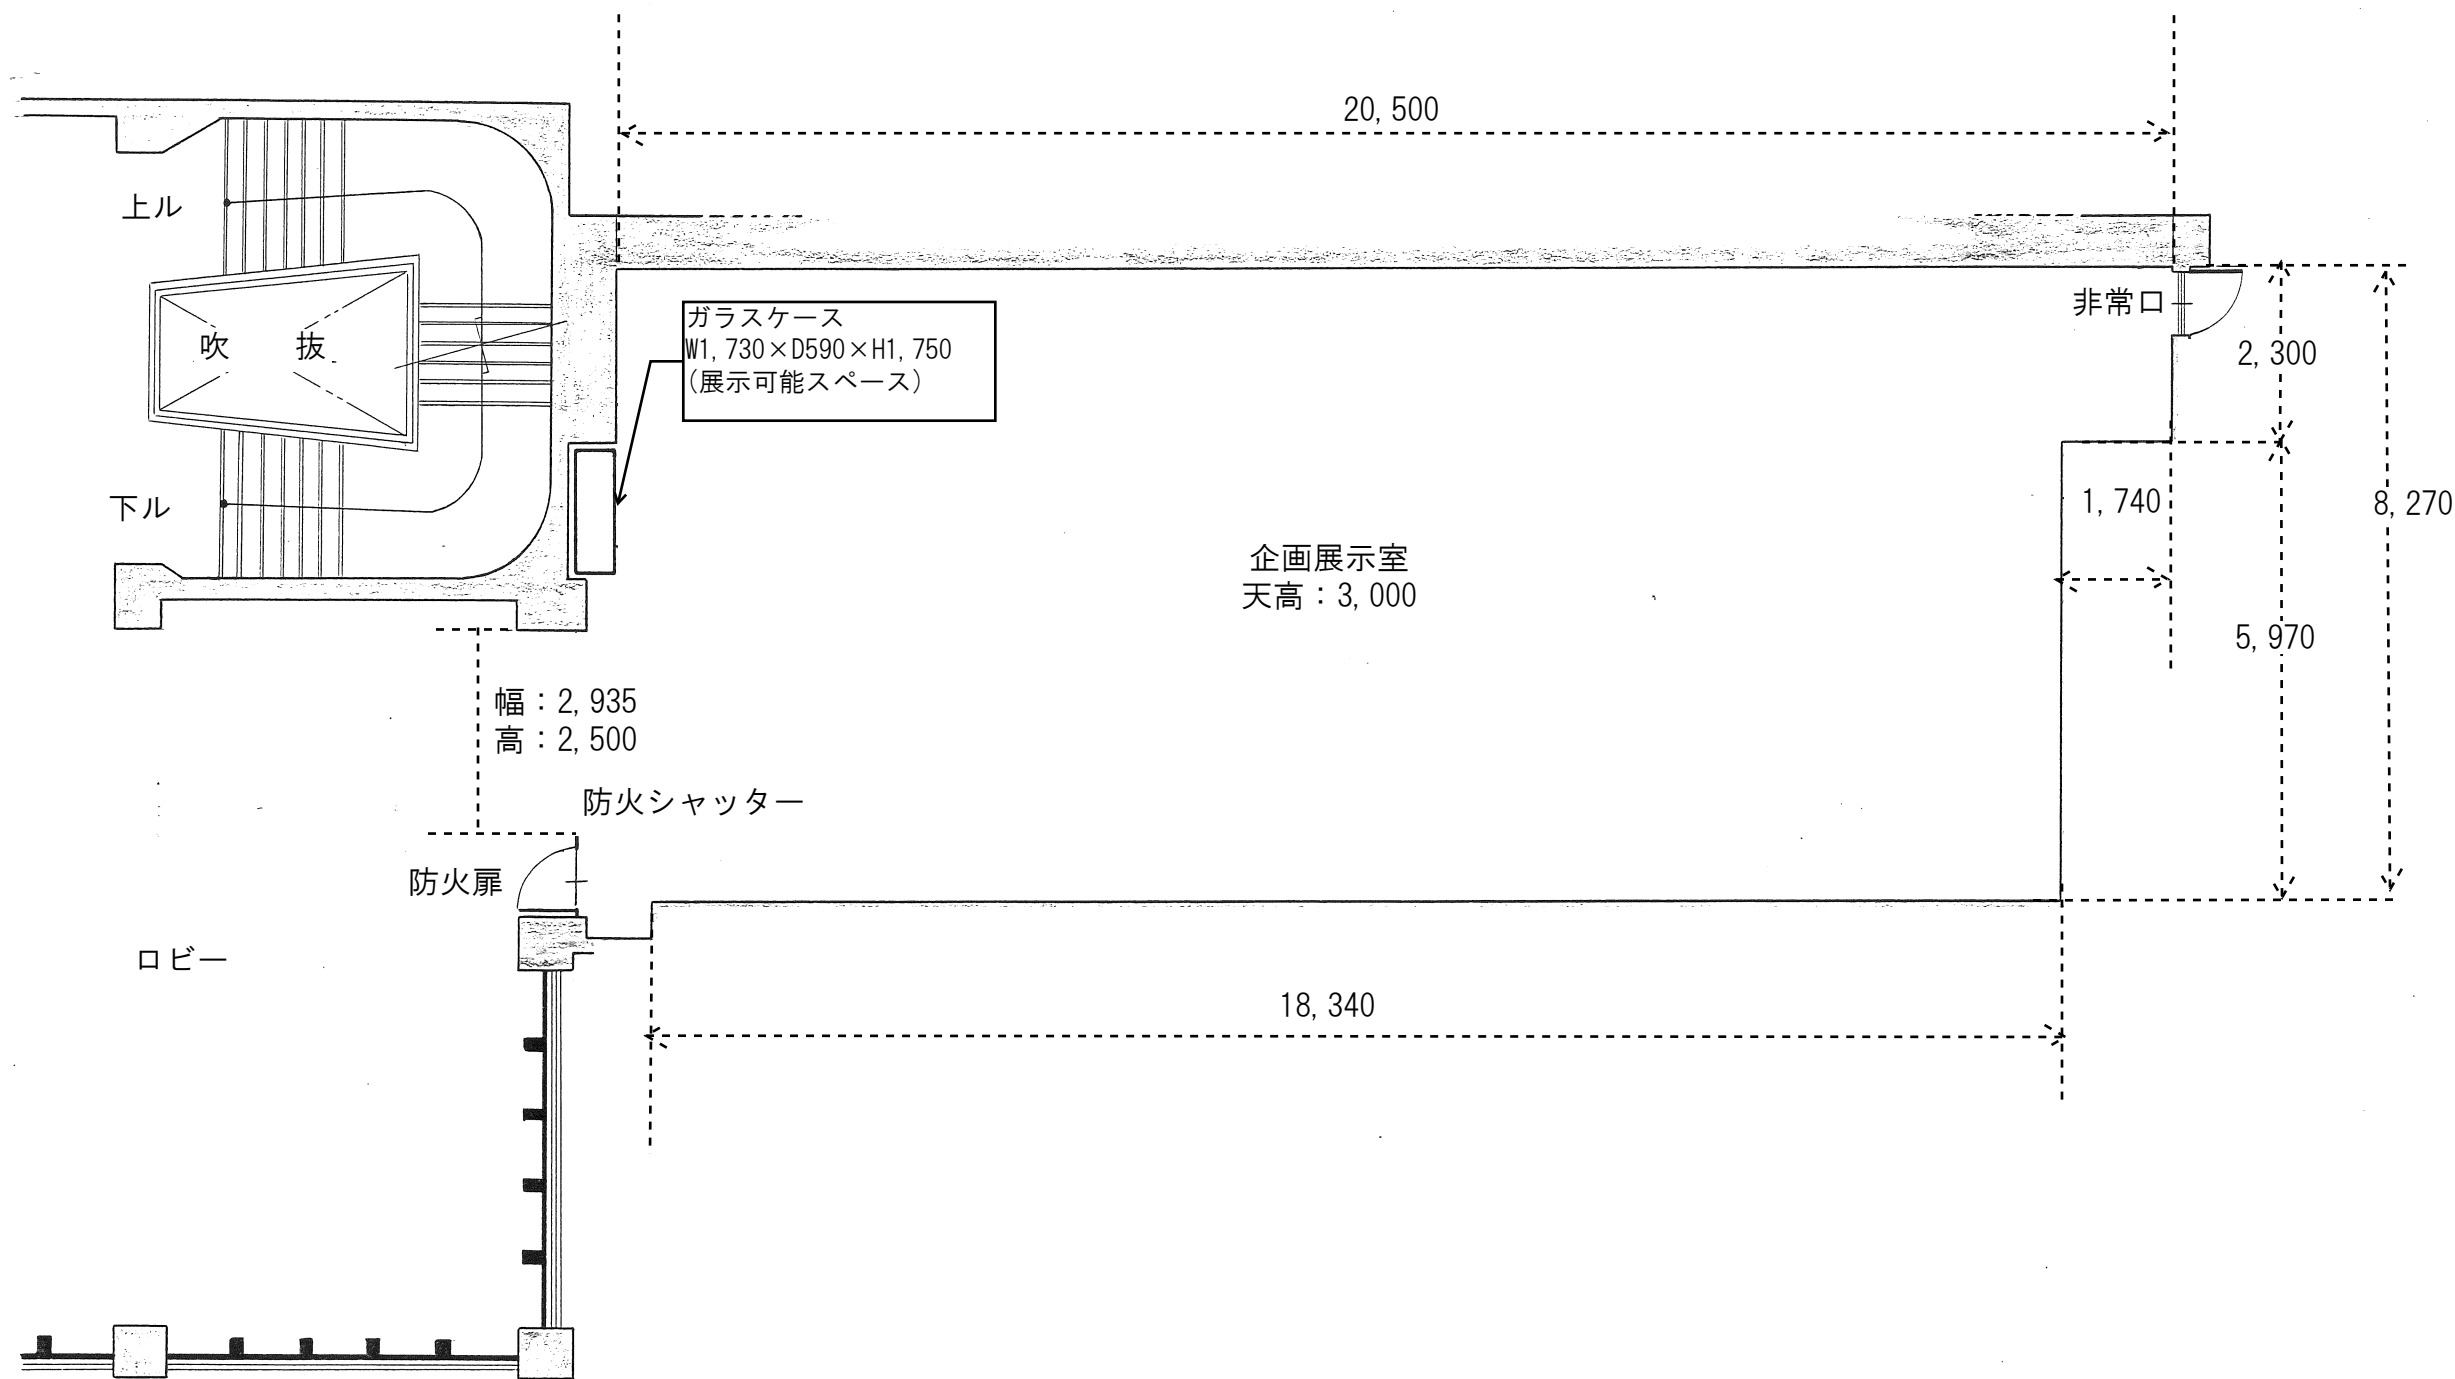 20,500
上ル
非常口
ガラスケース
W1,730×D590×H1,750
(展示可能スペース)
吹 抜
2,300
下ル
1,740
8,270
企画展示室
天高：3,000
5,970
幅：2,935
高：2,500
防火シャッター
防火扉
ロビー
18,340